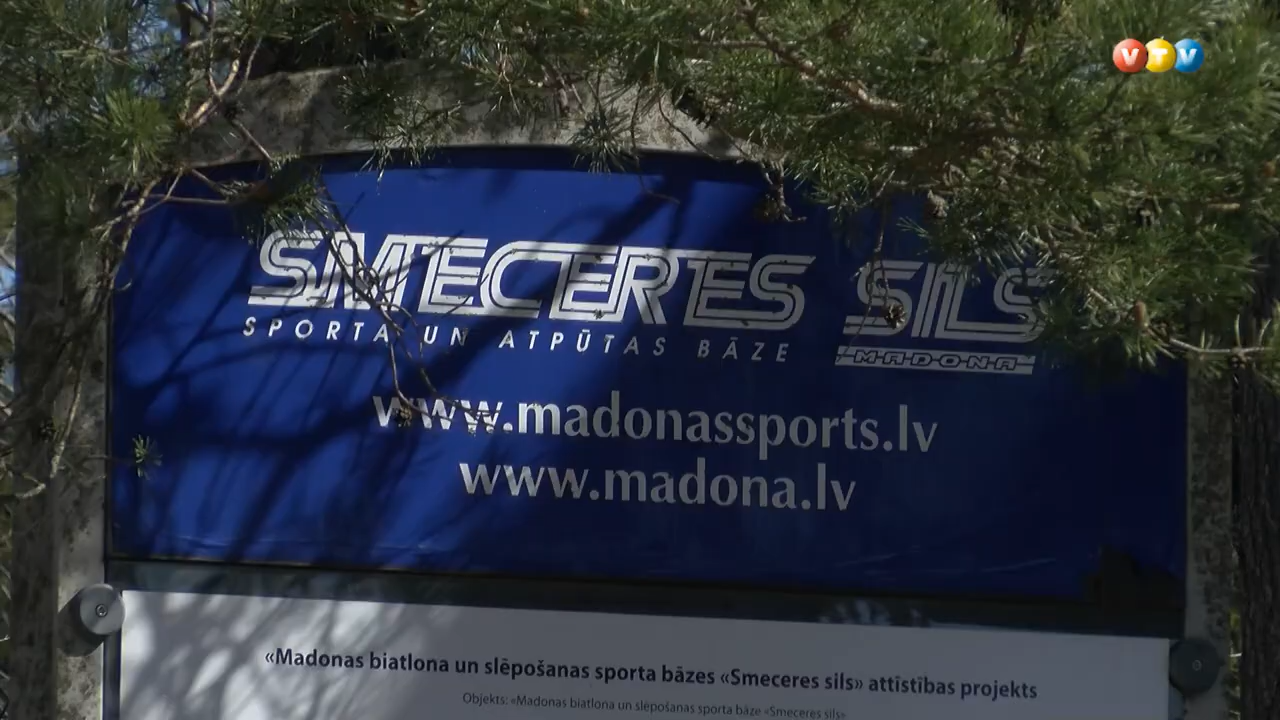 VTV
SMECERES SILS
SPORTA UN ATPŪTAS BĀZE
MADONA
www.madonassports.lv
www.madona.lv
«Madonas biatlona un slēpošanas sporta bāzes «Smeceres sils» attīstības projekts
Objekts: «Madonas biatlona un slēpošanas sporta bāze «Smeceres sils»